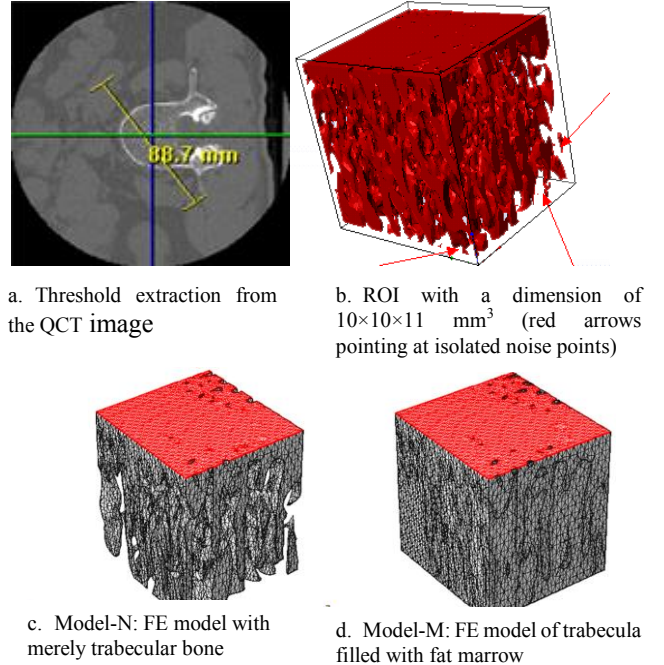 88.7 mm
a. Threshold extraction from
the QCT image
b. ROI with a dimension of
10×10×11 mm³ (red arrows
pointing at isolated noise points)
c. Model-N: FE model with
merely trabecular bone
d. Model-M: FE model of trabecula
filled with fat marrow